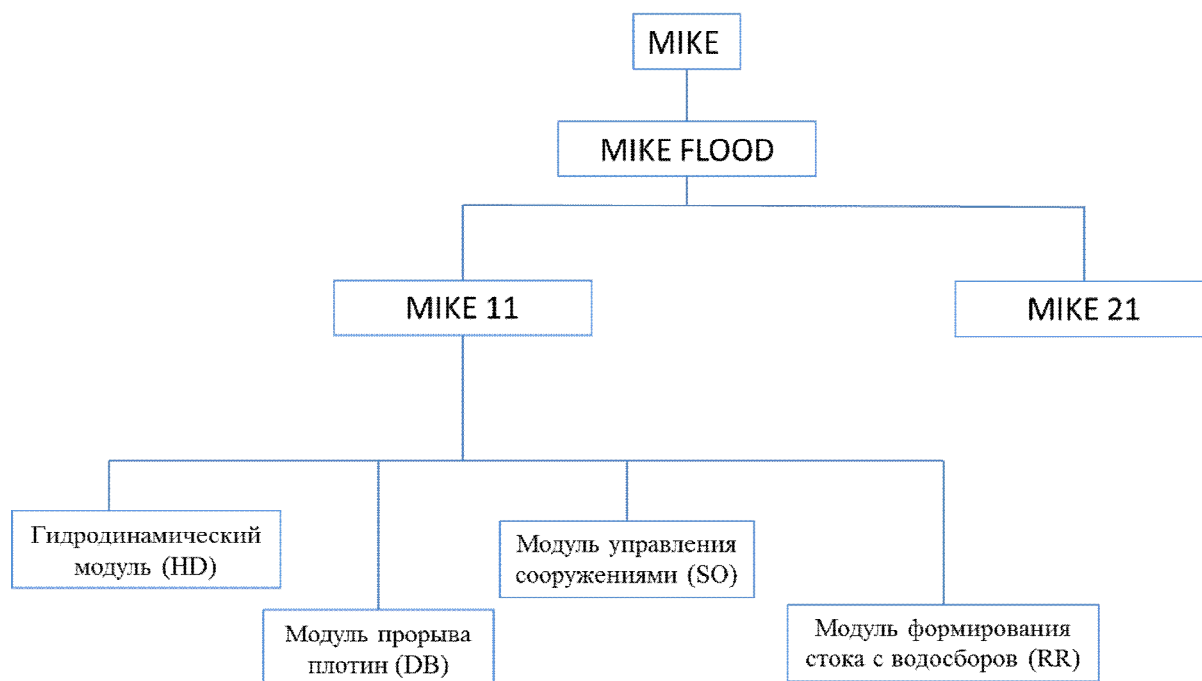 MIKE
MIKE FLOOD
MIKE 11
MIKE 21
Гидродинамический
модуль (HD)
Модуль прорыва
плотин (DB)
Модуль управления
сооружениями (SO)
Модуль формирования
стока с водосборов (RR)